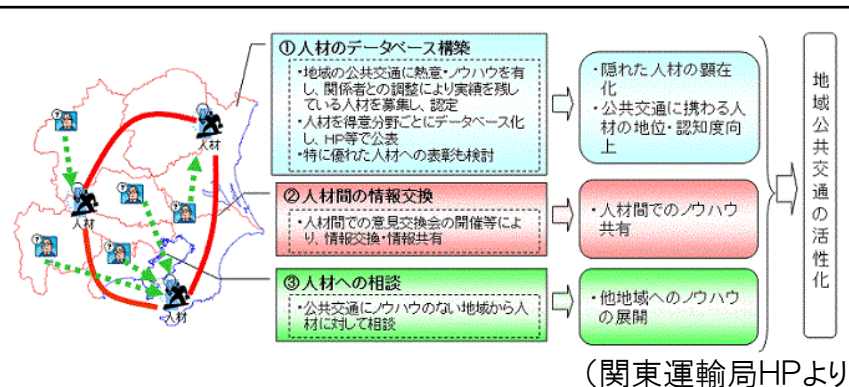 ①人材のデータベース構築
・地域の公共交通に熱意・ノウハウを有
し、関係者との調整により実績を残し
ている人材を募集し、認定
・人材を得意分野ごとにデータベース化
し、HP等で公表
・特に優れた人材への表彰も検討
・隠れた人材の顕在
化
・公共交通に携わる人
材の地位・認知度向
上
②人材間の情報交換
・人材間での意見交換会の開催等によ
り、情報交換・情報共有
・人材間でのノウハウ
共有
③人材への相談
・公共交通にノウハウのない地域から人
材に対して相談
・他地域へのノウハウ
の展開
地域公共交通の活性化
人材
人材
人材
?
?
?
?
?
?
(関東運輸局HPより